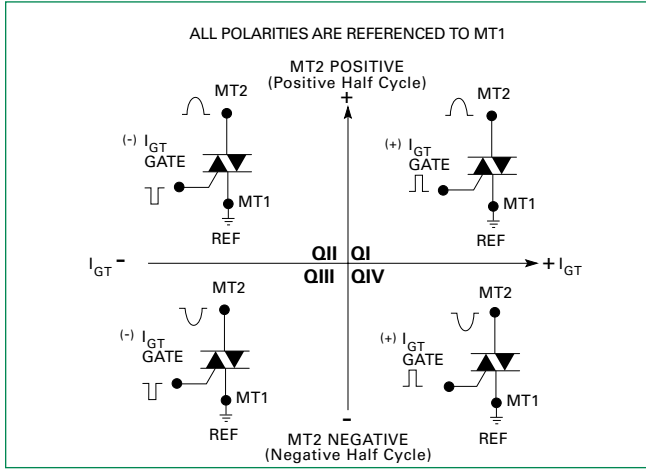 ALL POLARITIES ARE REFERENCED TO MT1
MT2 POSITIVE
(Positive Half Cycle)
+
MT2
(-) IGT
GATE
MT1
REF
MT2
(+) IGT
GATE
MT1
REF
IGT -
QII QI
QIII QIV
+ IGT
MT2
(-) IGT
GATE
MT1
REF
MT2
(+) IGT
GATE
MT1
REF
-
MT2 NEGATIVE
(Negative Half Cycle)